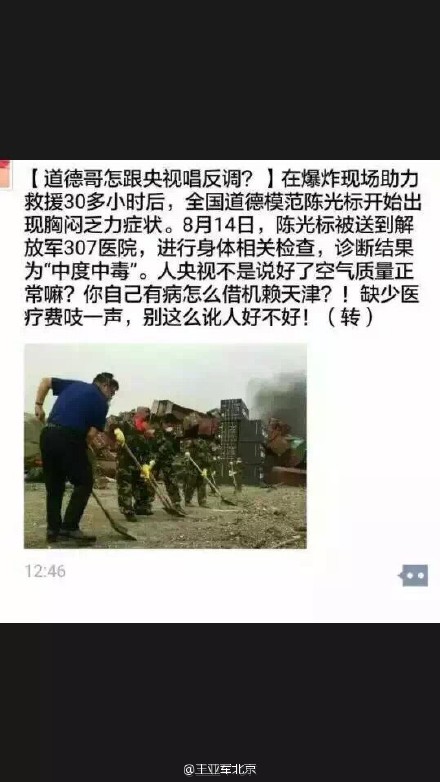 【道德哥怎跟央视唱反调？】在爆炸现场助力
救援30多小时后，全国道德模范陈光标开始出
现胸闷乏力症状。8月14日，陈光标被送到解
放军307医院，进行身体相关检查，诊断结果
为“中度中毒”。人央视不是说好了空气质量正
常嘛？你自己有病怎么借机赖天津？！缺少医
疗费吱一声，别这么讹人好不好！（转）
12:46
@王亚军北京